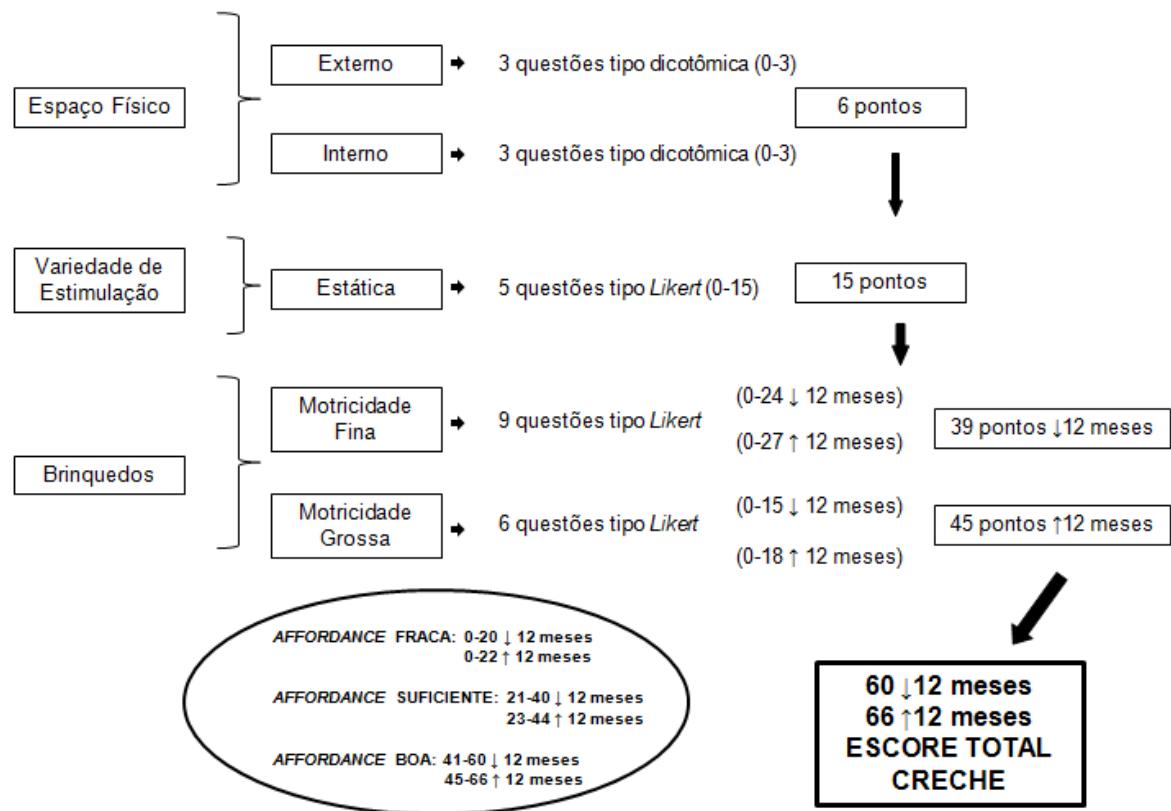 Espaço Físico
Externo
3 questões tipo dicotômica (0-3)
Interno
3 questões tipo dicotômica (0-3)
6 pontos
Variedade de
Estimulação
Estática
5 questões tipo Likert (0-15)
15 pontos
Brinquedos
Motricidade
Fina
9 questões tipo Likert
(0-24 ↓ 12 meses)
(0-27 ↑ 12 meses)
39 pontos ↓12 meses
Motricidade
Grossa
6 questões tipo Likert
(0-15 ↓ 12 meses)
(0-18 ↑ 12 meses)
45 pontos ↑12 meses
AFFORDANCE FRACA: 0-20 ↓ 12 meses
0-22 ↑ 12 meses
AFFORDANCE SUFICIENTE: 21-40 ↓ 12 meses
23-44 ↑ 12 meses
AFFORDANCE BOA: 41-60 ↓ 12 meses
45-66 ↑ 12 meses
60 ↓12 meses
66 ↑12 meses
ESCORE TOTAL
CRECHE